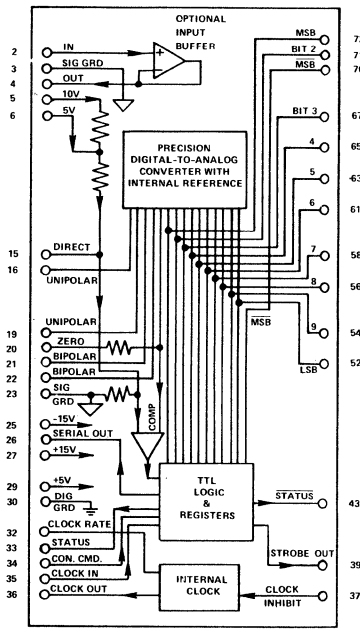 OPTIONAL
INPUT
BUFFER
2 IN
3 SIG GRD
4 OUT
5 10V
6 5V
+
−
MSB
BIT 2 71
MSB 70
BIT 3 67
4 65
5 63
6 61
7 58
8 56
9 54
LSB 52
PRECISION
DIGITAL-TO-ANALOG
CONVERTER WITH
INTERNAL REFERENCE
15 DIRECT
16 UNIPOLAR
19 UNIPOLAR
20 ZERO
21 BIPOLAR
22 BIPOLAR
23 SIG
GRD
MSB
COMP
25 -15V
26 SERIAL OUT
27 +15V
29 +5V
30 DIG
GRD
32 CLOCK RATE
33 STATUS
34 CON. CMD.
35 CLOCK IN
36 CLOCK OUT
TTL
LOGIC
&
REGISTERS
STATUS 43
STROBE OUT 39
INTERNAL
CLOCK
CLOCK 37
INHIBIT